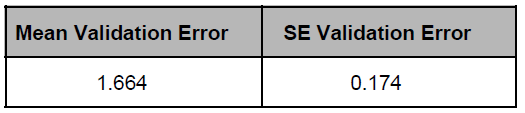 Mean Validation Error SE Validation Error
1.664 0.174